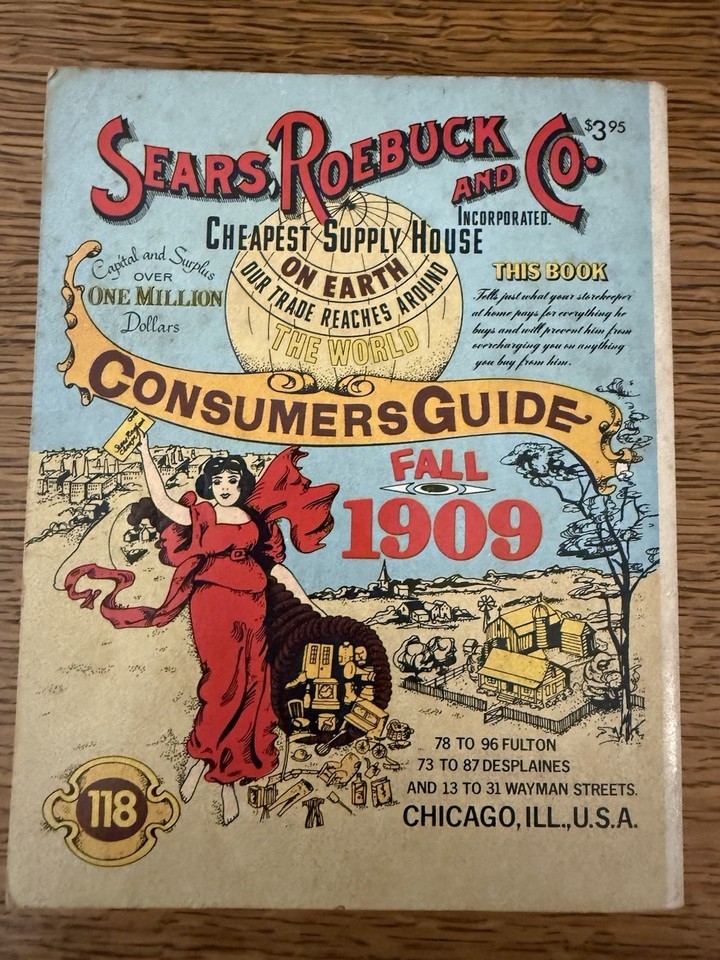 SEARS, ROEBUCK AND CO.
$3.95
INCORPORATED.
CHEAPEST SUPPLY HOUSE
ON EARTH
OUR TRADE REACHES AROUND
THE WORLD
Capital and Surplus
OVER
ONE MILLION
Dollars
THIS BOOK
Tells just what your storekeeper
at home pays for everything he
buys and will prevent him from
overcharging you on anything
you buy from him.
CONSUMERS GUIDE
FALL
1909
78 TO 96 FULTON
73 TO 87 DESPLAINES
AND 13 TO 31 WAYMAN STREETS.
CHICAGO, ILL., U.S.A.
118